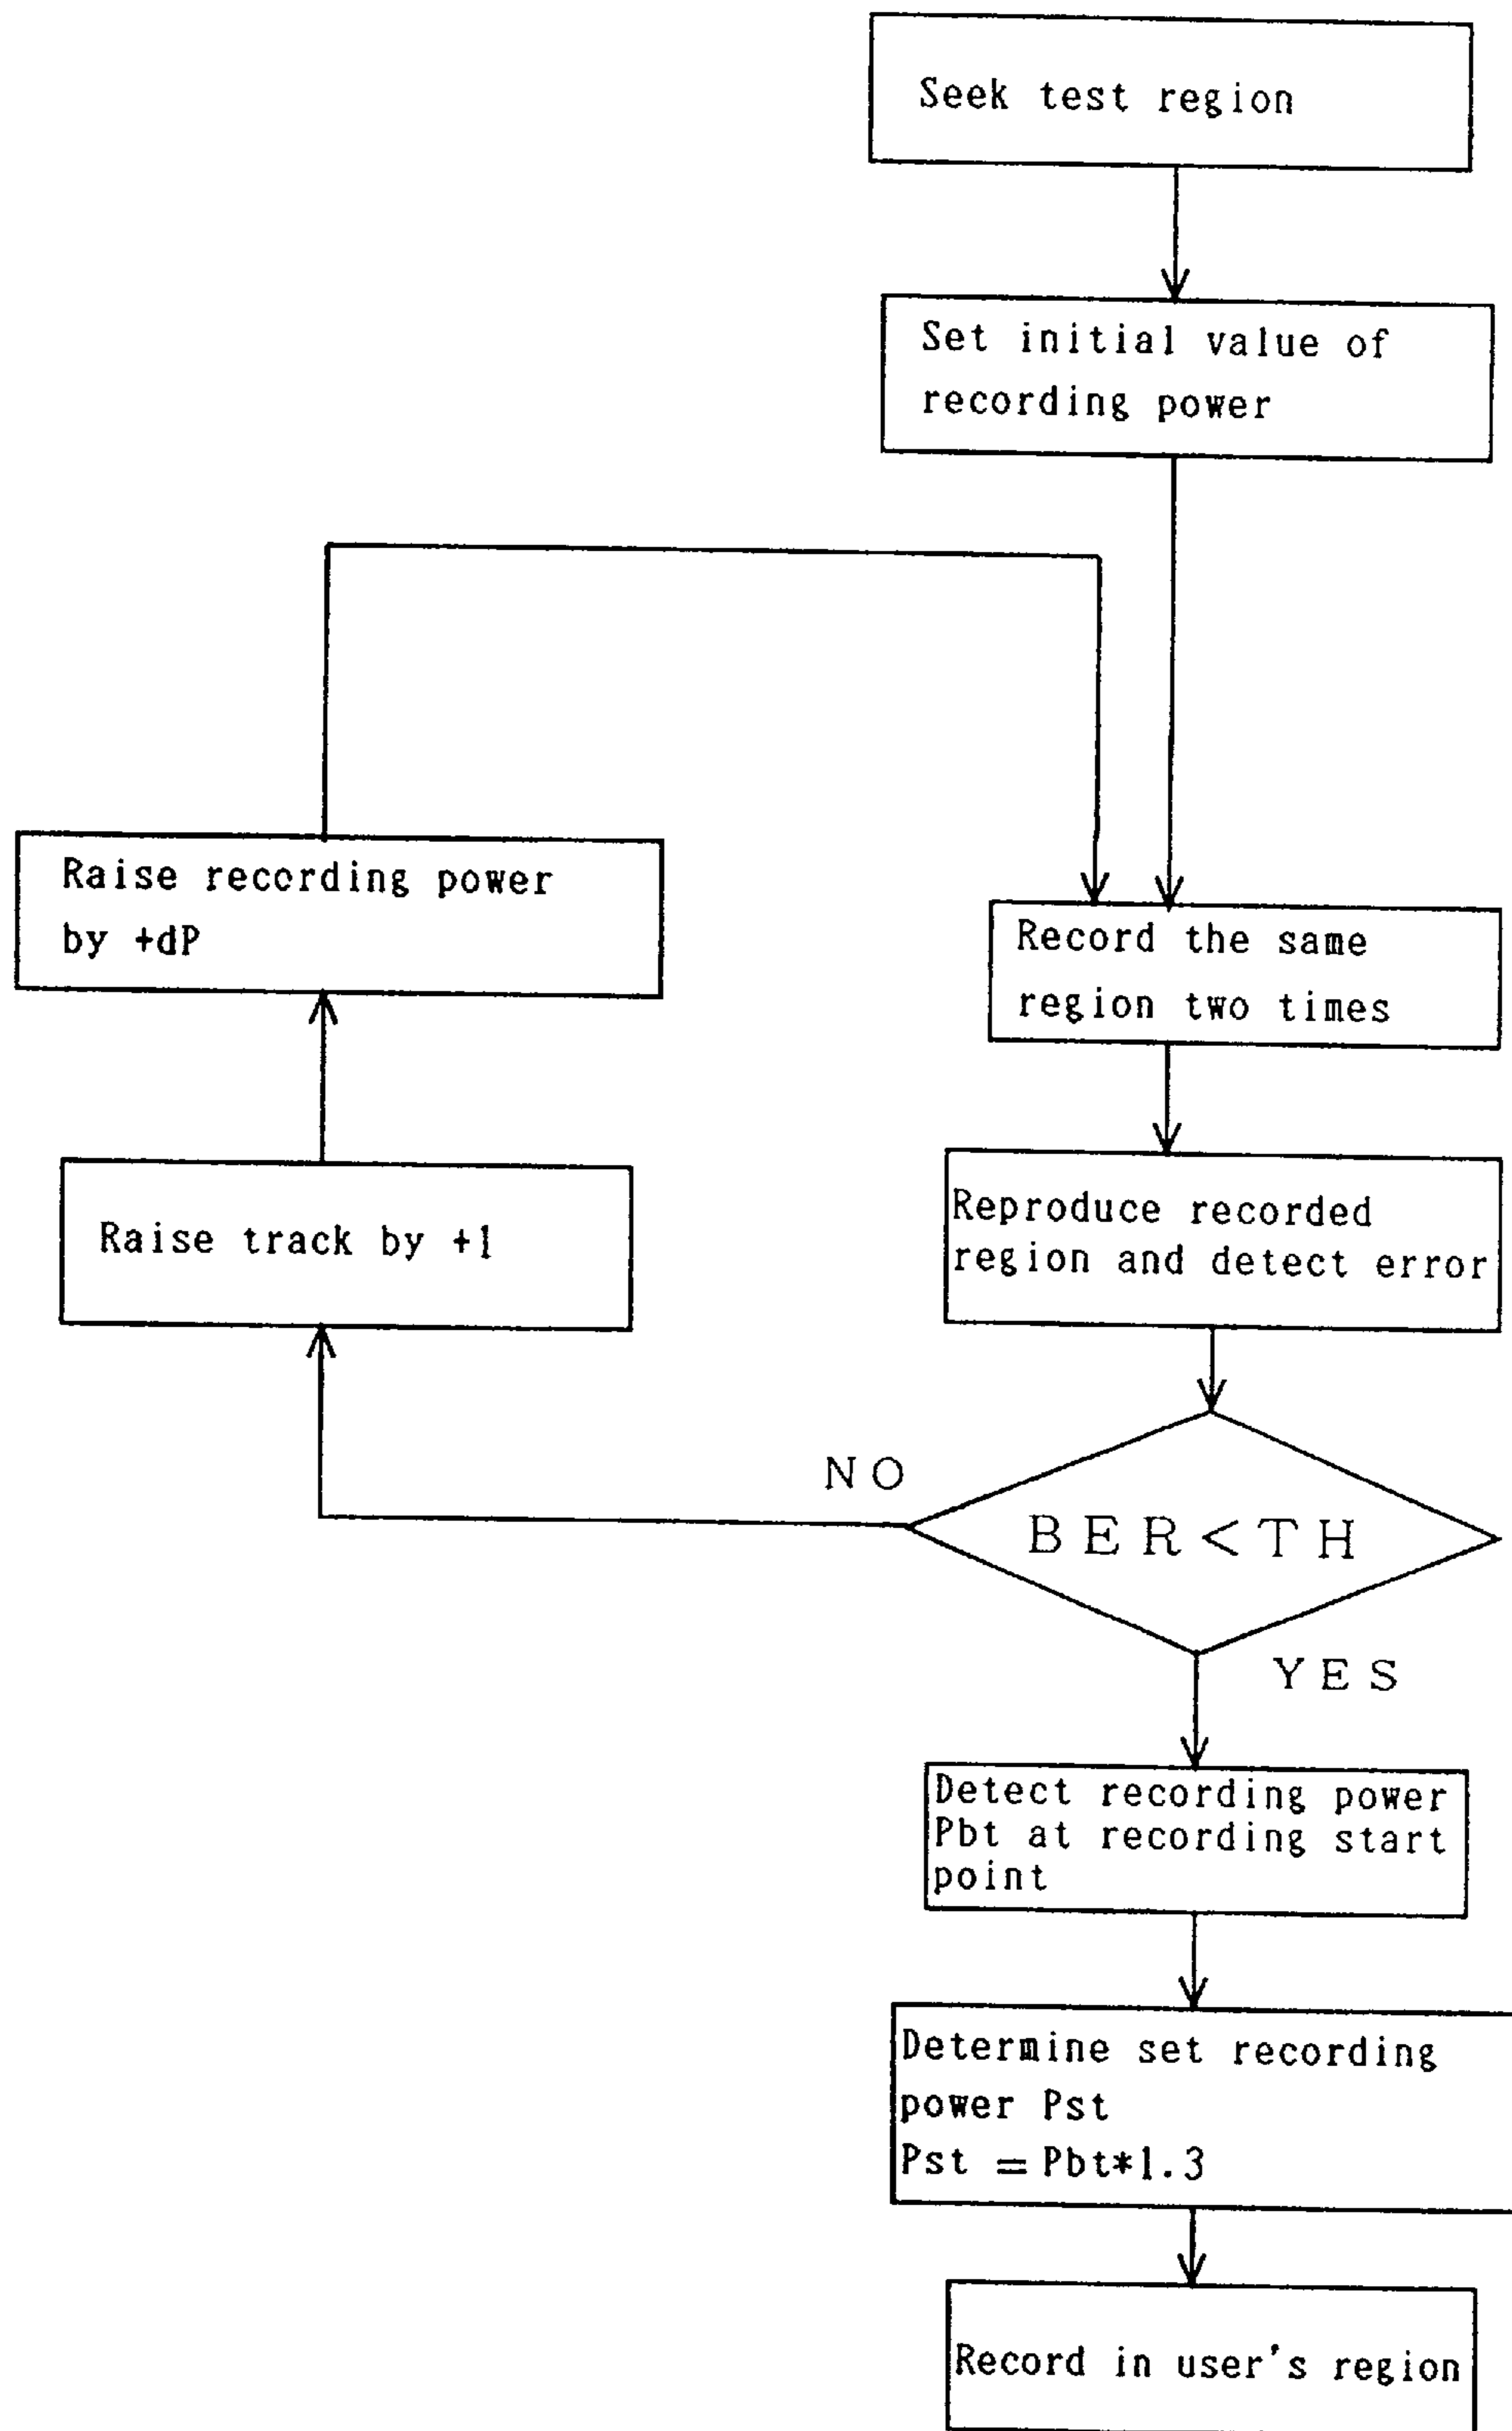 Seek test region
Set initial value of
recording power
Raise recording power
by +dP
Record the same
region two times
Raise track by +1
Reproduce recorded
region and detect error
NO
BER<TH
YES
Detect recording power
Pbt at recording start
point
Determine set recording
power Pst
Pst = Pbt*1.3
Record in user's region